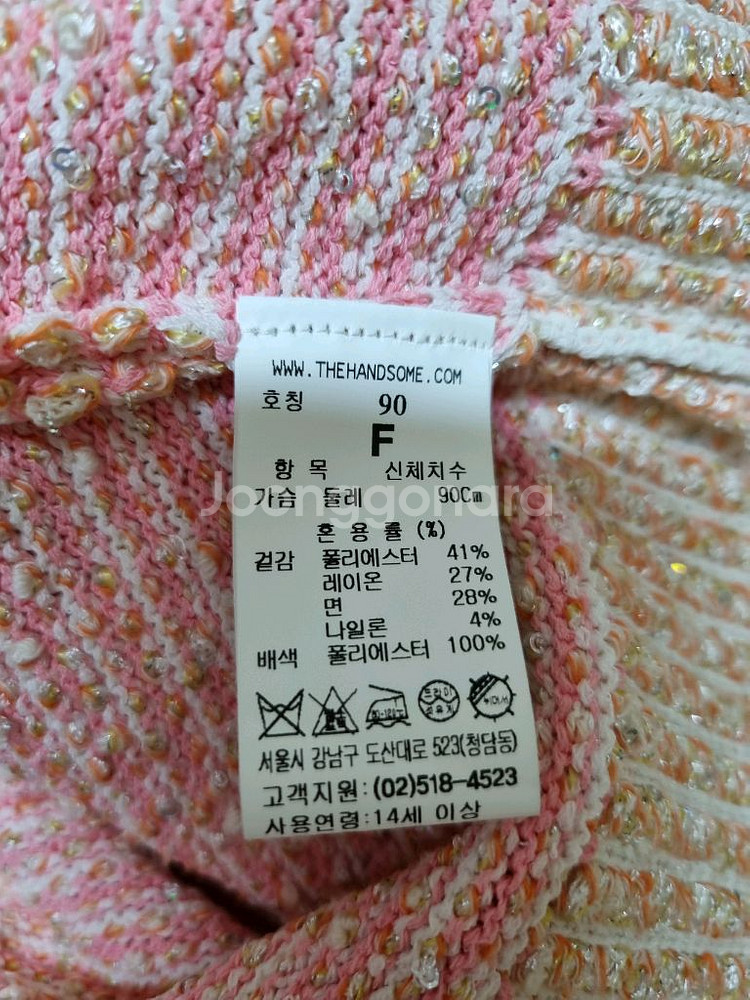 WWW.THEHANDSOME.COM
호칭 90
F
항 목 신체치수
가슴 둘레 90Cm
Joonggonara
혼 용 률 (%)
겉감 폴리에스터 41%
레이온 27%
면 28%
나일론 4%
배색 폴리에스터 100%
드라이
서울시 강남구 도산대로 523(청담동)
고객지원:(02)518-4523
사용연령:14세 이상